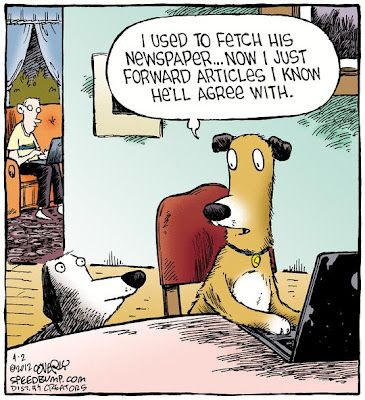 I USED TO FETCH HIS
NEWSPAPER...NOW I JUST
FORWARD ARTICLES I KNOW
HE'LL AGREE WITH.
4-2
©2012 COVERLY
SPEEDBUMP.COM
DIST. BY CREATORS